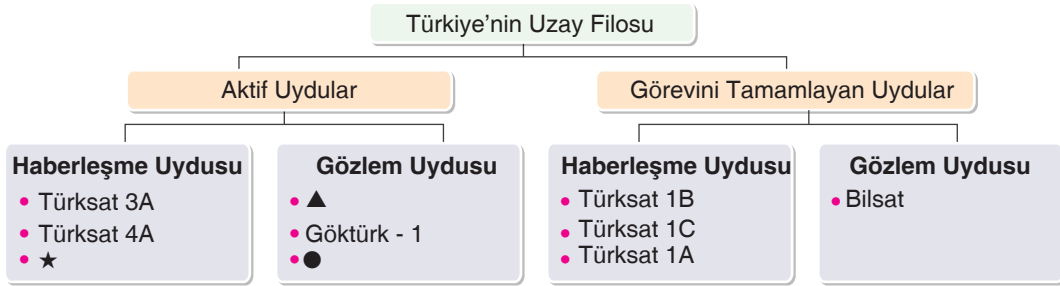 Türkiye'nin Uzay Filosu
Aktif Uydular
Görevini Tamamlayan Uydular
Haberleşme Uydusu
• Türksat 3A
• Türksat 4A
• ★
Gözlem Uydusu
• ▲
• Göktürk - 1
• ●
Haberleşme Uydusu
• Türksat 1B
• Türksat 1C
• Türksat 1A
Gözlem Uydusu
• Bilsat